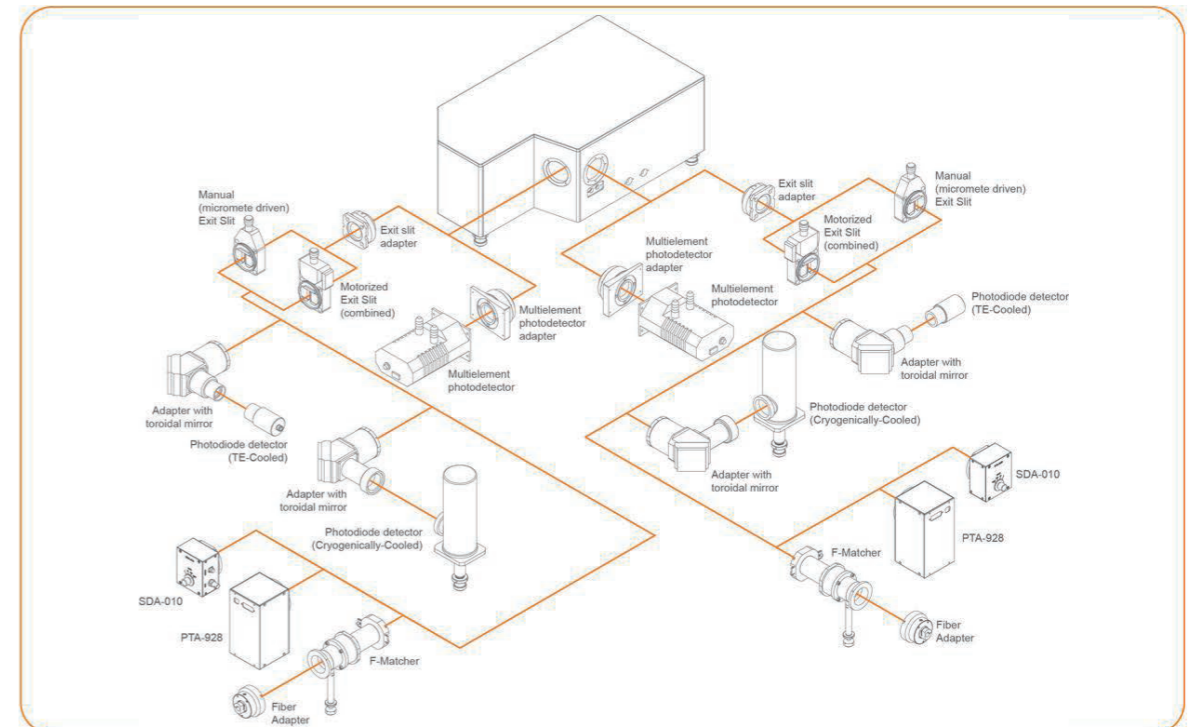 Manual
(micromete driven)
Exit Slit
Exit slit
adapter
Motorized
Exit Slit
(combined)
Multielement
photodetector
adapter
Multielement
photodetector
Adapter with
toroidal mirror
Photodiode detector
(TE-Cooled)
Adapter with
toroidal mirror
Photodiode detector
(Cryogenically-Cooled)
SDA-010
PTA-928
F-Matcher
Fiber
Adapter
Exit slit
adapter
Manual
(micromete driven)
Exit Slit
Motorized
Exit Slit
(combined)
Multielement
photodetector
adapter
Multielement
photodetector
Photodiode detector
(TE-Cooled)
Adapter with
toroidal mirror
Photodiode detector
(Cryogenically-Cooled)
Adapter with
toroidal mirror
SDA-010
PTA-928
F-Matcher
Fiber
Adapter